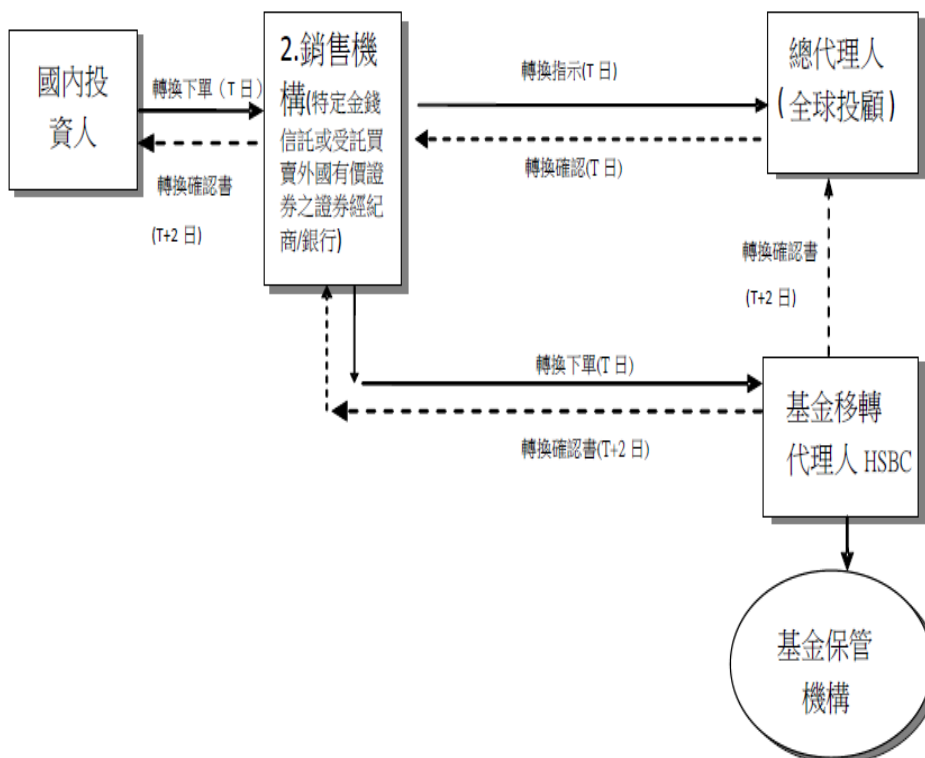 國內投
資人
轉換下單（T 日）
轉換確認書
(T+2 日)
2.銷售機
構(特定金錢
信託或受託買
賣外國有價證
券之證券經紀
商/銀行)
轉換指示(T 日)
轉換確認(T 日)
總代理人
(全球投顧)
轉換確認書
(T+2 日)
轉換下單(T 日)
轉換確認書(T+2 日)
基金移轉
代理人 HSBC
基金保管
機構